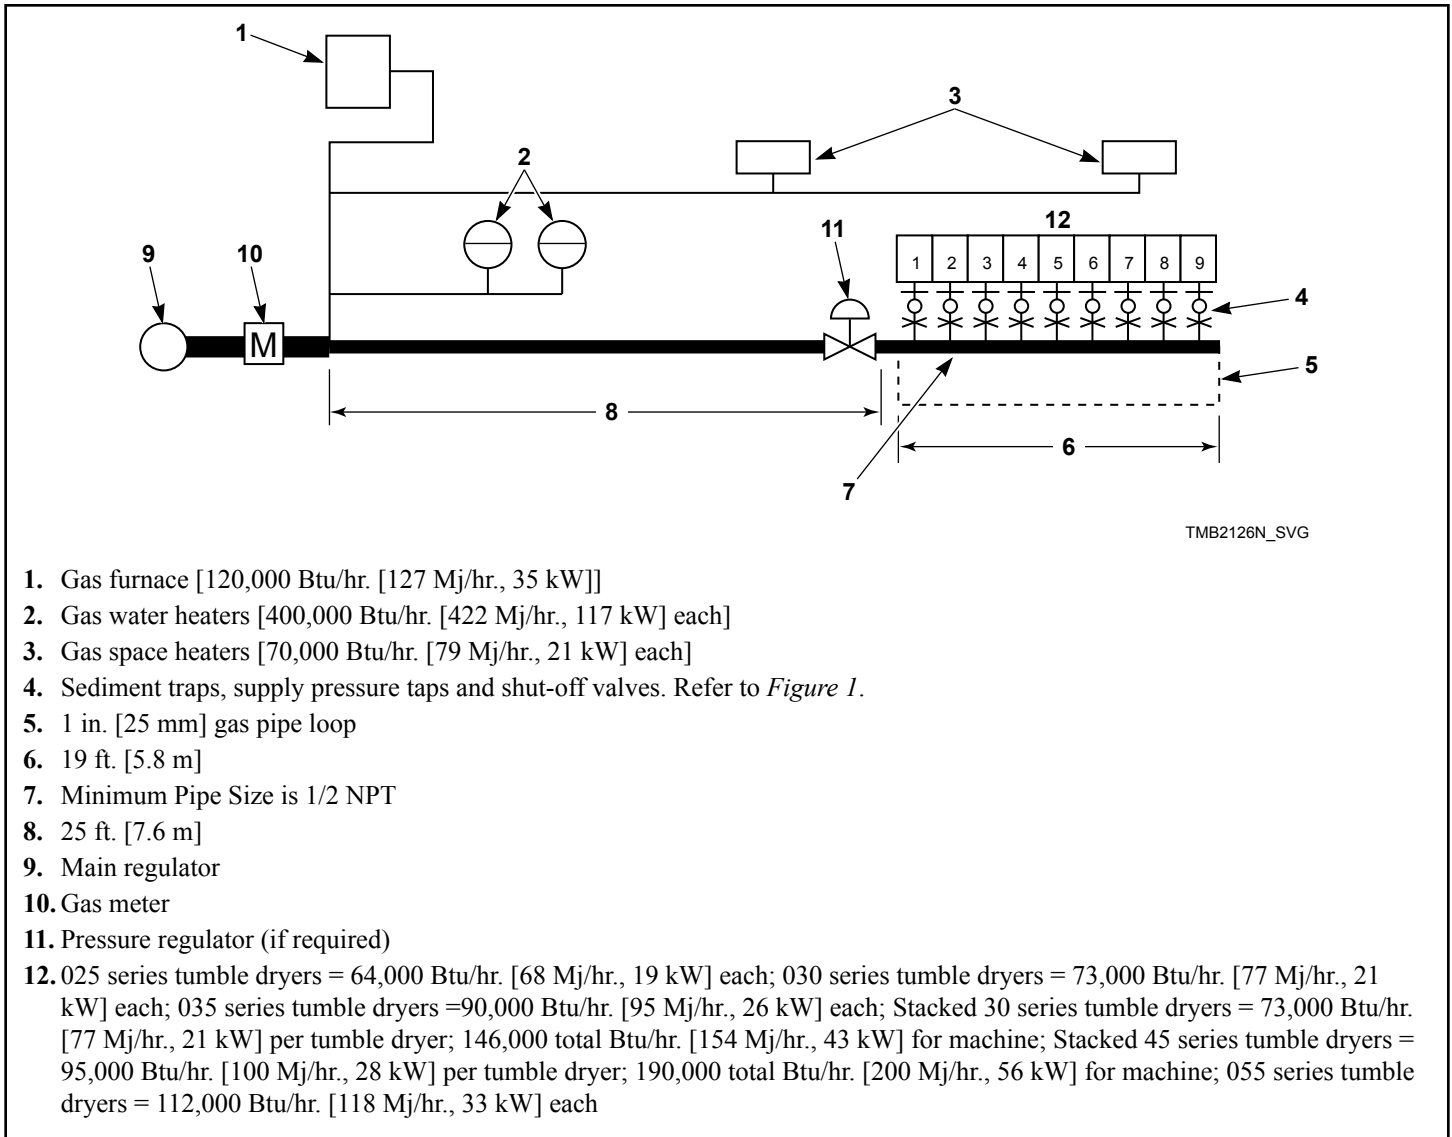 1
3
2
12
11
9
10
1 2 3 4 5 6 7 8 9
4
M
5
8
6
7
TMB2126N_SVG
1. Gas furnace [120,000 Btu/hr. [127 Mj/hr., 35 kW]]
2. Gas water heaters [400,000 Btu/hr. [422 Mj/hr., 117 kW] each]
3. Gas space heaters [70,000 Btu/hr. [79 Mj/hr., 21 kW] each]
4. Sediment traps, supply pressure taps and shut-off valves. Refer to Figure 1.
5. 1 in. [25 mm] gas pipe loop
6. 19 ft. [5.8 m]
7. Minimum Pipe Size is 1/2 NPT
8. 25 ft. [7.6 m]
9. Main regulator
10. Gas meter
11. Pressure regulator (if required)
12. 025 series tumble dryers = 64,000 Btu/hr. [68 Mj/hr., 19 kW] each; 030 series tumble dryers = 73,000 Btu/hr. [77 Mj/hr., 21
kW] each; 035 series tumble dryers =90,000 Btu/hr. [95 Mj/hr., 26 kW] each; Stacked 30 series tumble dryers = 73,000 Btu/hr.
[77 Mj/hr., 21 kW] per tumble dryer; 146,000 total Btu/hr. [154 Mj/hr., 43 kW] for machine; Stacked 45 series tumble dryers =
95,000 Btu/hr. [100 Mj/hr., 28 kW] per tumble dryer; 190,000 total Btu/hr. [200 Mj/hr., 56 kW] for machine; 055 series tumble
dryers = 112,000 Btu/hr. [118 Mj/hr., 33 kW] each